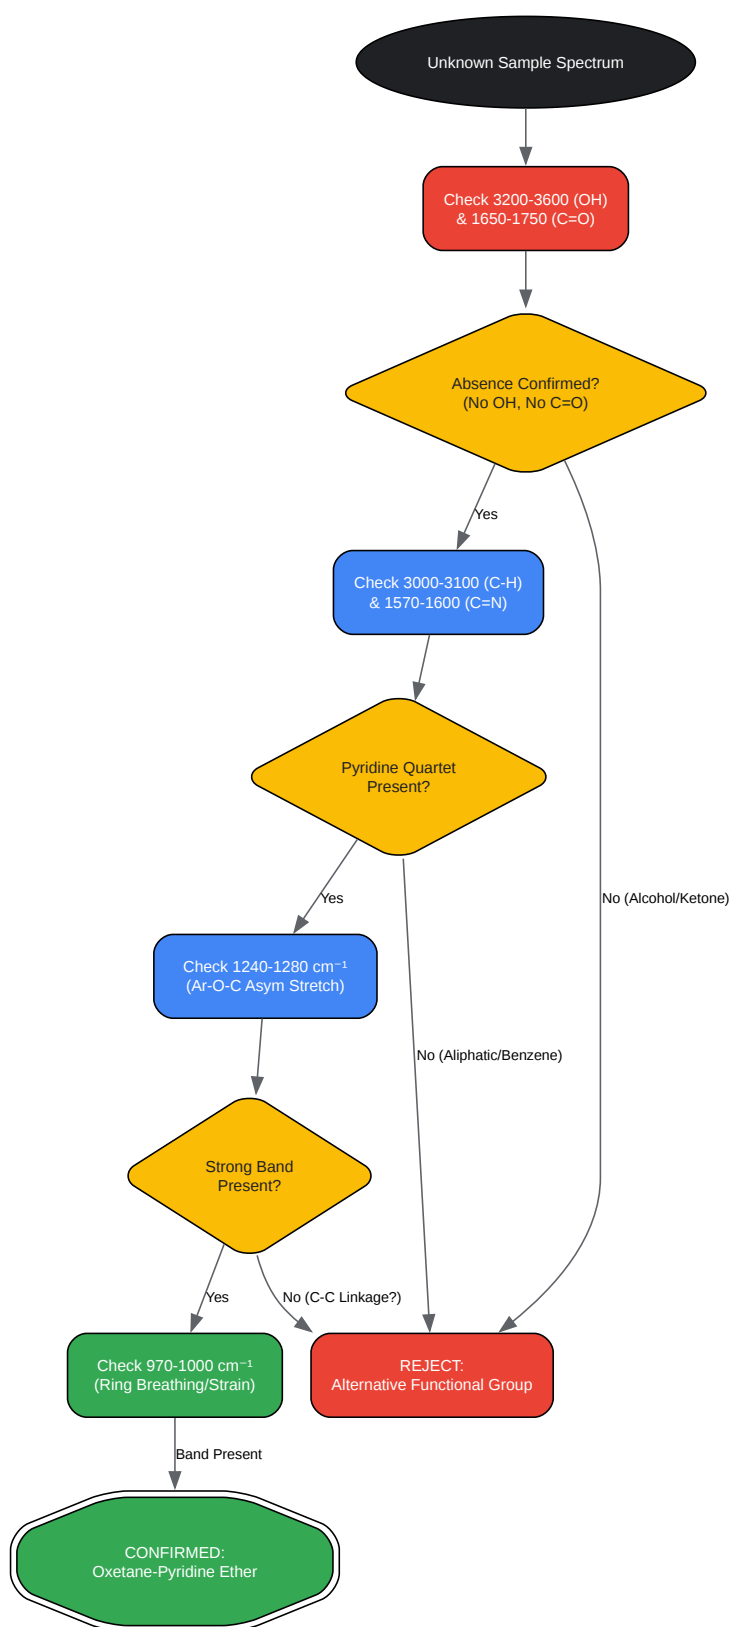 Unknown Sample Spectrum
Check 3200-3600 (OH)
& 1650-1750 (C=O)
Absence Confirmed?
(No OH, No C=O)
Yes
Check 3000-3100 (C-H)
& 1570-1600 (C=N)
Pyridine Quartet
Present?
Yes
No (Alcohol/Ketone)
Check 1240-1280 cm⁻¹
(Ar-O-C Asym Stretch)
No (Aliphatic/Benzene)
Strong Band
Present?
Yes
No (C-C Linkage?)
Check 970-1000 cm⁻¹
(Ring Breathing/Strain)
REJECT:
Alternative Functional Group
Band Present
CONFIRMED:
Oxetane-Pyridine Ether